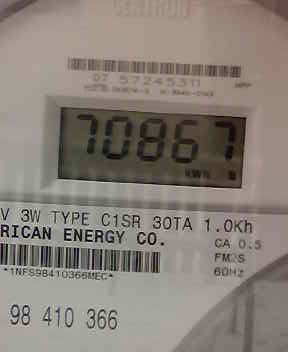 CENTRON
07 57245311
70867
KWH
V 3W TYPE C1SR 30TA 1.0Kh
RICAN ENERGY CO.
CA 0.5
FM2S
60Hz
*1NFS98410366MEC*
98 410 366